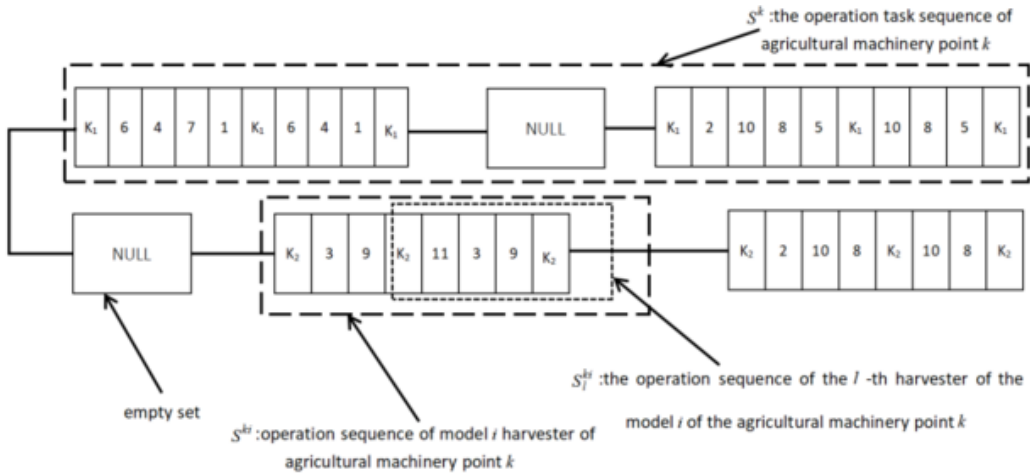 S^k :the operation task sequence of
agricultural machinery point k
K₁ 6 4 7 1 K₁ 6 4 1 K₁ NULL K₁ 2 10 8 5 K₁ 10 8 5 K₁
NULL K₂ 3 9 K₂ 11 3 9 K₂ K₂ 2 10 8 K₂ 10 8 K₂
empty set
S^{ki} :operation sequence of model i harvester of
agricultural machinery point k
S_l^{ki} :the operation sequence of the l -th harvester of the
model i of the agricultural machinery point k